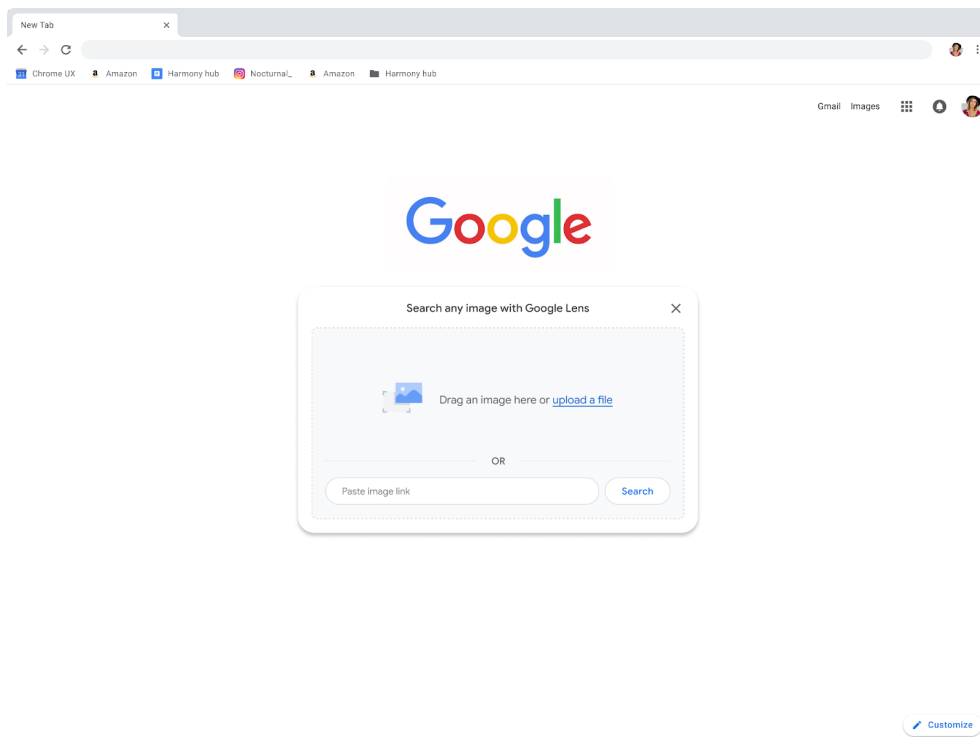 New Tab
31 Chrome UX a Amazon Harmony hub Nocturnal_ a Amazon Harmony hub
Gmail Images
Google
Search any image with Google Lens
Drag an image here or upload a file
OR
Paste image link Search
Customize